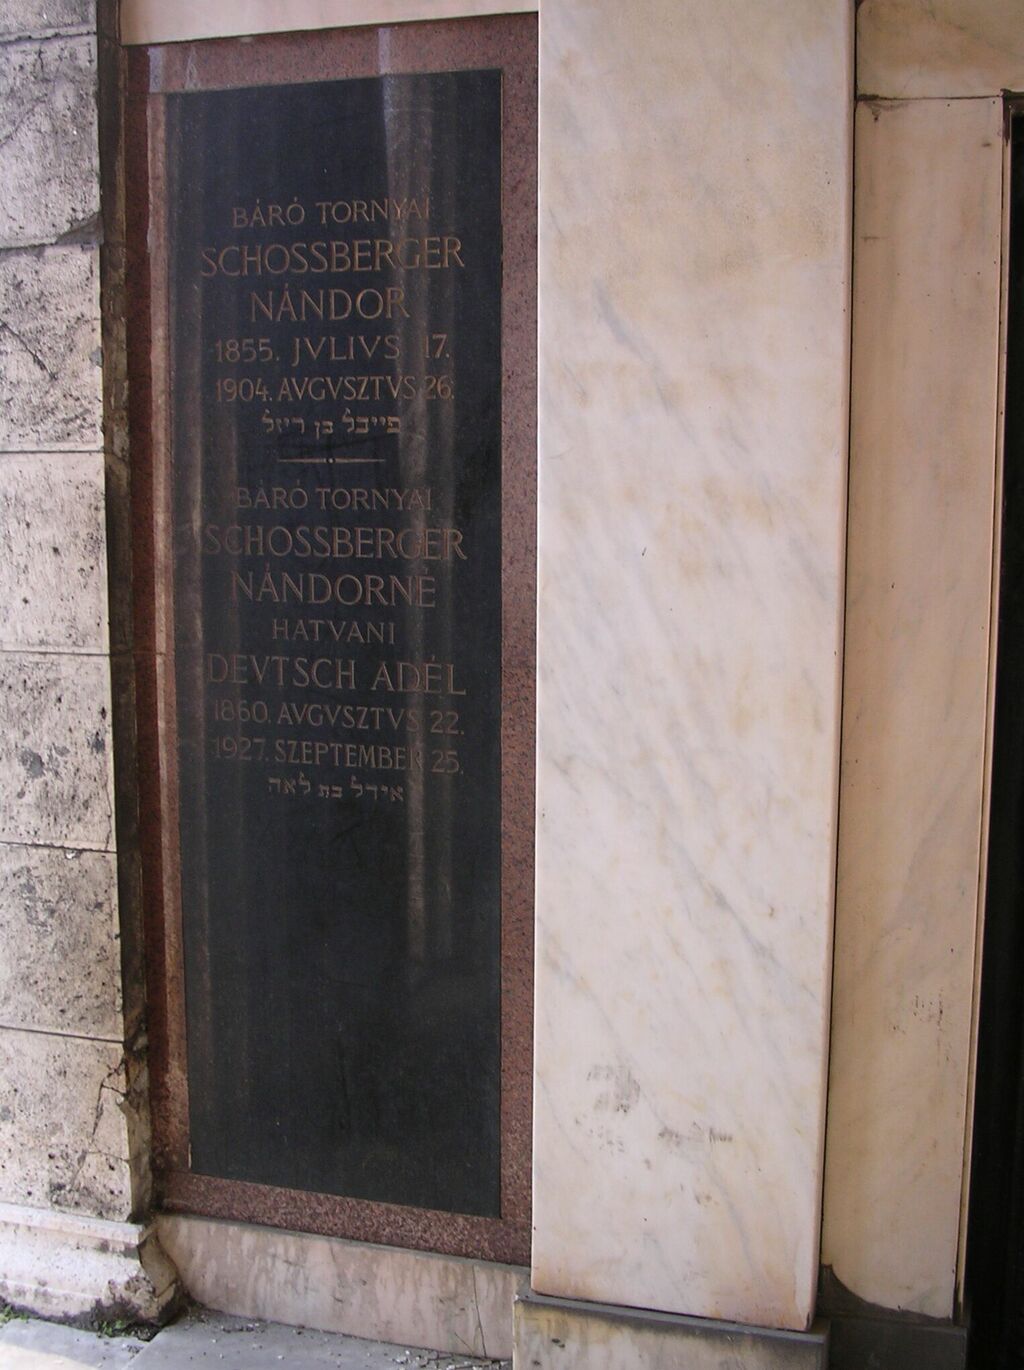 BÁRÓ TORNYAI
SCHOSSBERGER
NÁNDOR
1855. JVLIVS 17.
1904. AVGVSZTVS 26.
פייבל בן ריזל
BÁRÓ TORNYAI
SCHOSSBERGER
NÁNDORNÉ
HATVANI
DEVTSCH ADÉL
1860. AVGVSZTVS 22.
1927. SZEPTEMBER 25.
אידל בת לאה